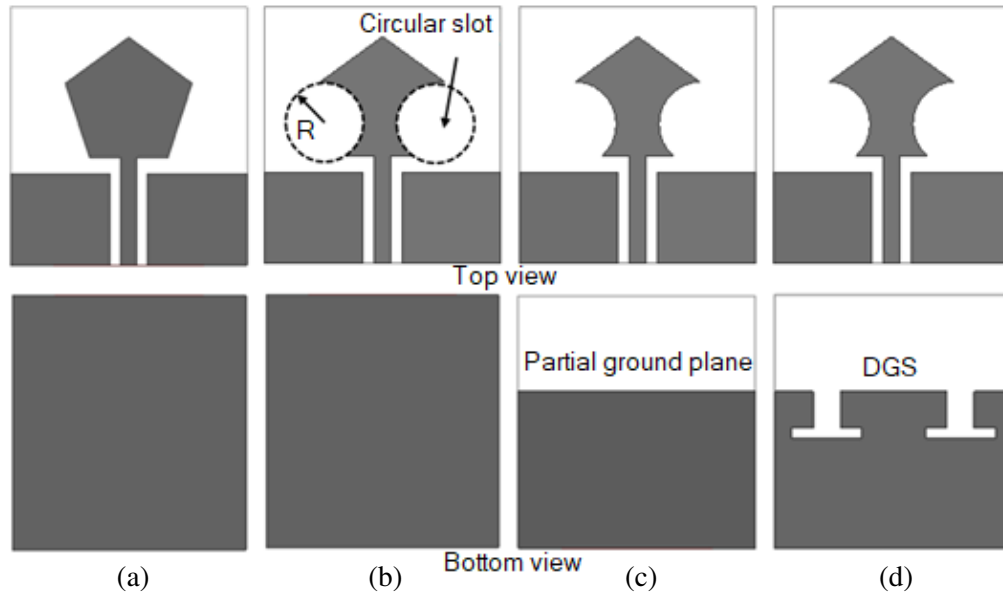 Circular slot
R
Top view
Partial ground plane
DGS
Bottom view
(a) (b) (c) (d)